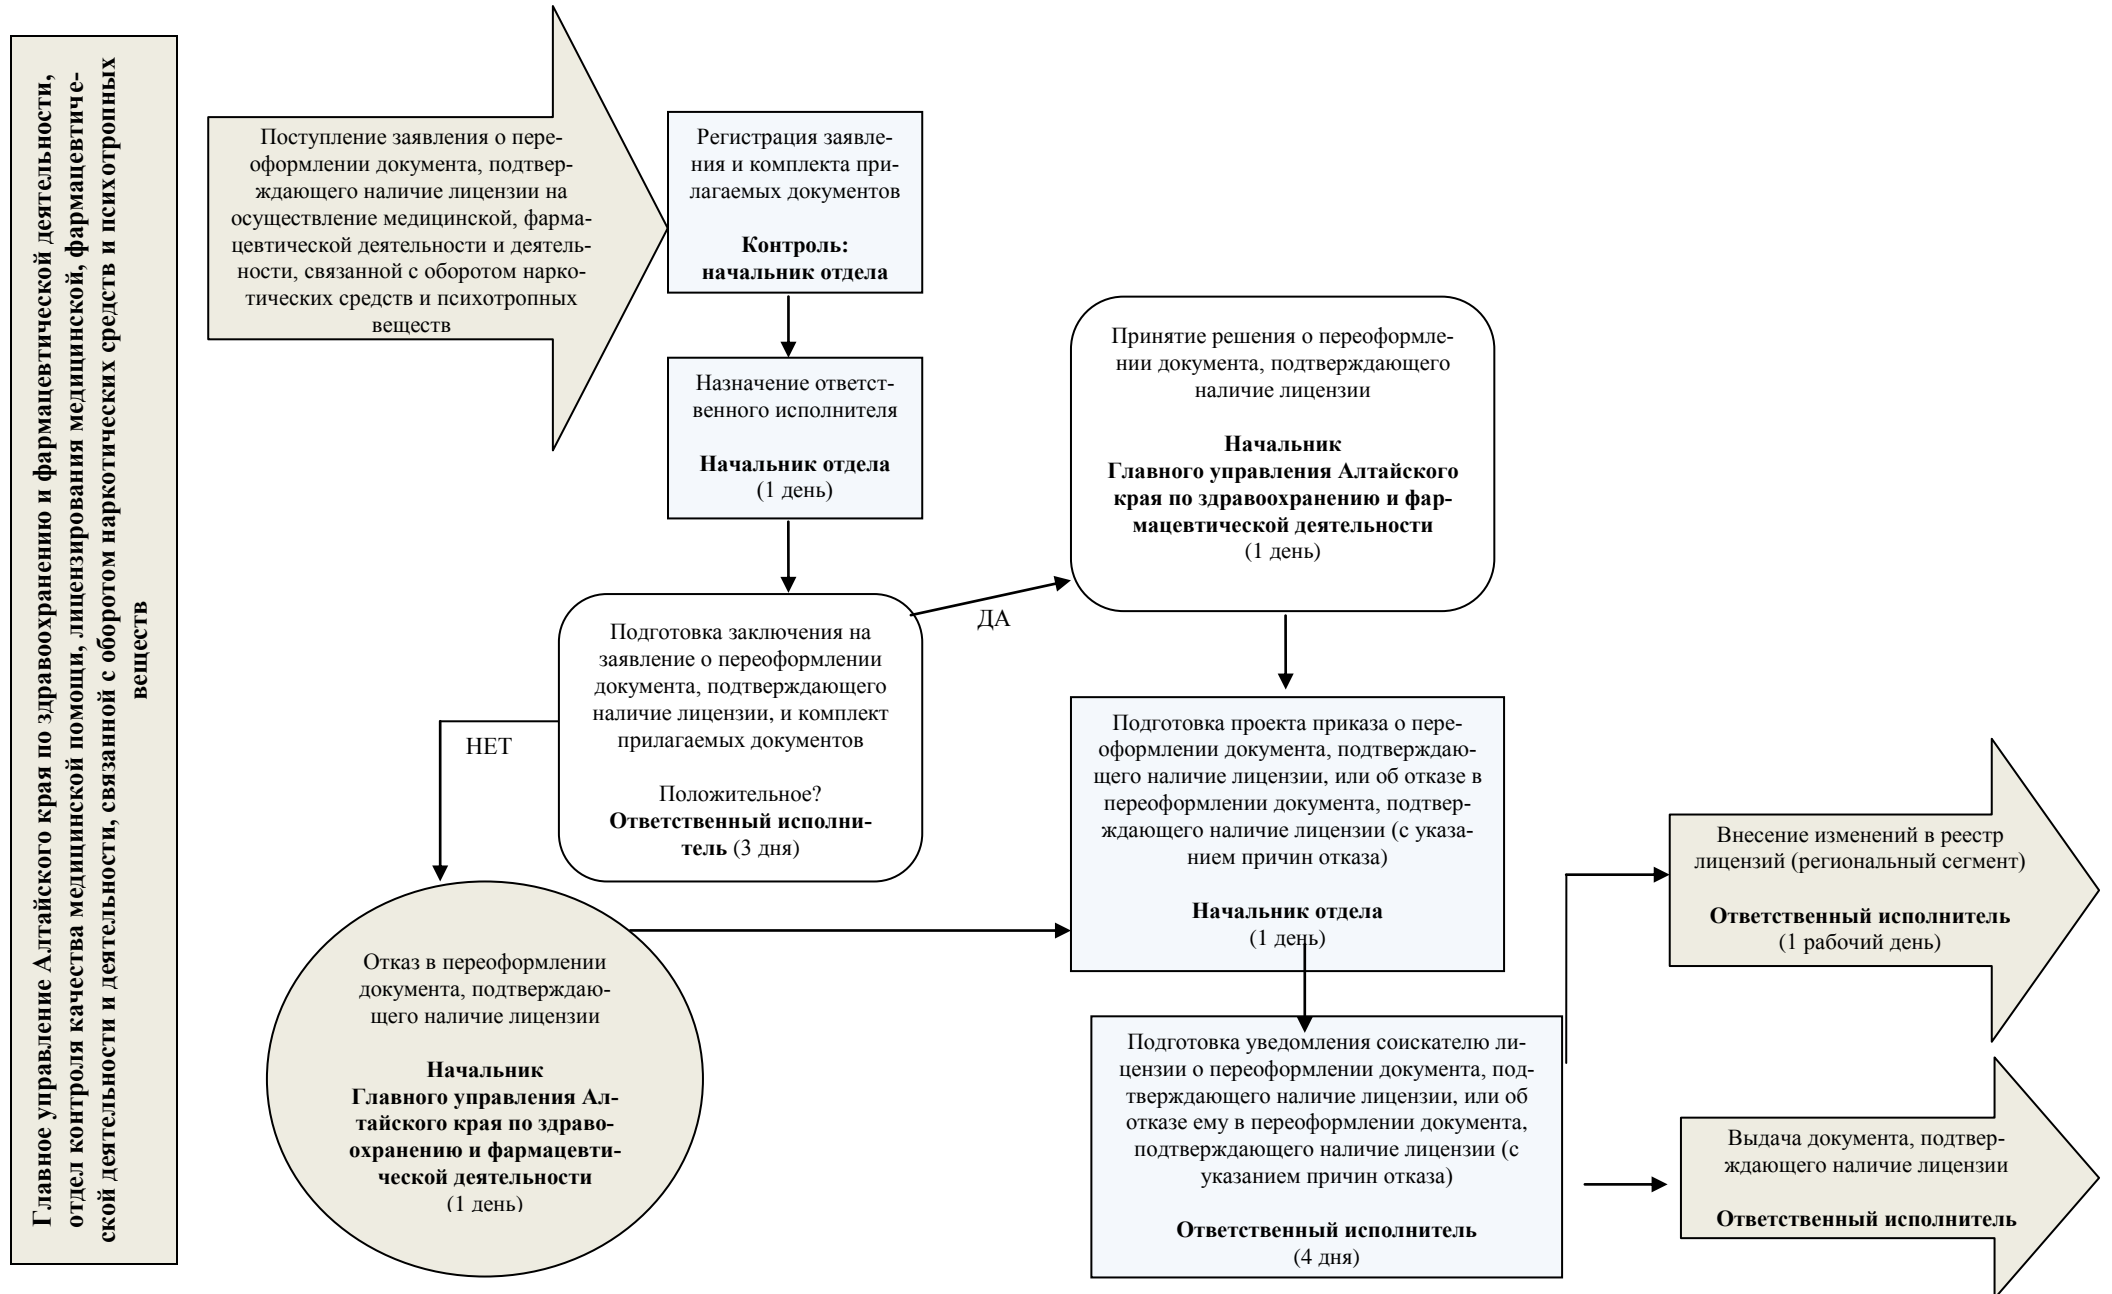 Главное управление Алтайского края по здравоохранению и фармацевтической деятельности,
отдел контроля качества медицинской помощи, лицензирования медицинской, фармацевтиче-
ской деятельности и деятельности, связанной с оборотом наркотических средств и психотропных
веществ
Поступление заявления о пере-
оформлении документа, подтвер-
ждающего наличие лицензии на
осуществление медицинской, фарма-
цевтической деятельности и деятель-
ности, связанной с оборотом нарко-
тических средств и психотропных
веществ
Регистрация заявле-
ния и комплекта при-
лагаемых документов
Контроль:
начальник отдела
Назначение ответст-
венного исполнителя
Начальник отдела
(1 день)
Подготовка заключения на
заявление о переоформлении
документа, подтверждающего
наличие лицензии, и комплект
прилагаемых документов
Положительное?
Ответственный исполни-
тель (3 дня)
ДА
НЕТ
Принятие решения о переоформле-
нии документа, подтверждающего
наличие лицензии
Начальник
Главного управления Алтайского
края по здравоохранению и фар-
мацевтической деятельности
(1 день)
Отказ в переоформлении
документа, подтверждаю-
щего наличие лицензии
Начальник
Главного управления Ал-
тайского края по здраво-
охранению и фармацевти-
ческой деятельности
(1 день)
Подготовка проекта приказа о пере-
оформлении документа, подтверждаю-
щего наличие лицензии, или об отказе в
переоформлении документа, подтвер-
ждающего наличие лицензии (с указа-
нием причин отказа)
Начальник отдела
(1 день)
Подготовка уведомления соискателю ли-
цензии о переоформлении документа, под-
тверждающего наличие лицензии, или об
отказе ему в переоформлении документа,
подтверждающего наличие лицензии (с
указанием причин отказа)
Ответственный исполнитель
(4 дня)
Внесение изменений в реестр
лицензий (региональный сегмент)
Ответственный исполнитель
(1 рабочий день)
Выдача документа, подтвер-
ждающего наличие лицензии
Ответственный исполнитель